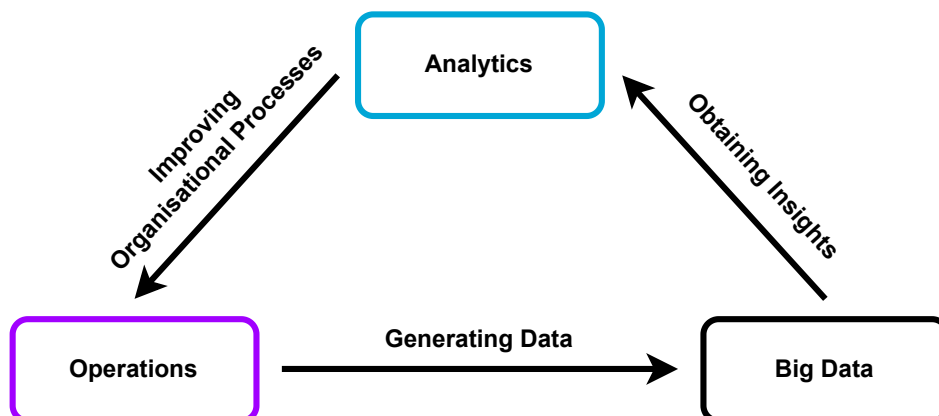 Analytics
Improving
Organisational Processes
Obtaining Insights
Operations
Generating Data
Big Data